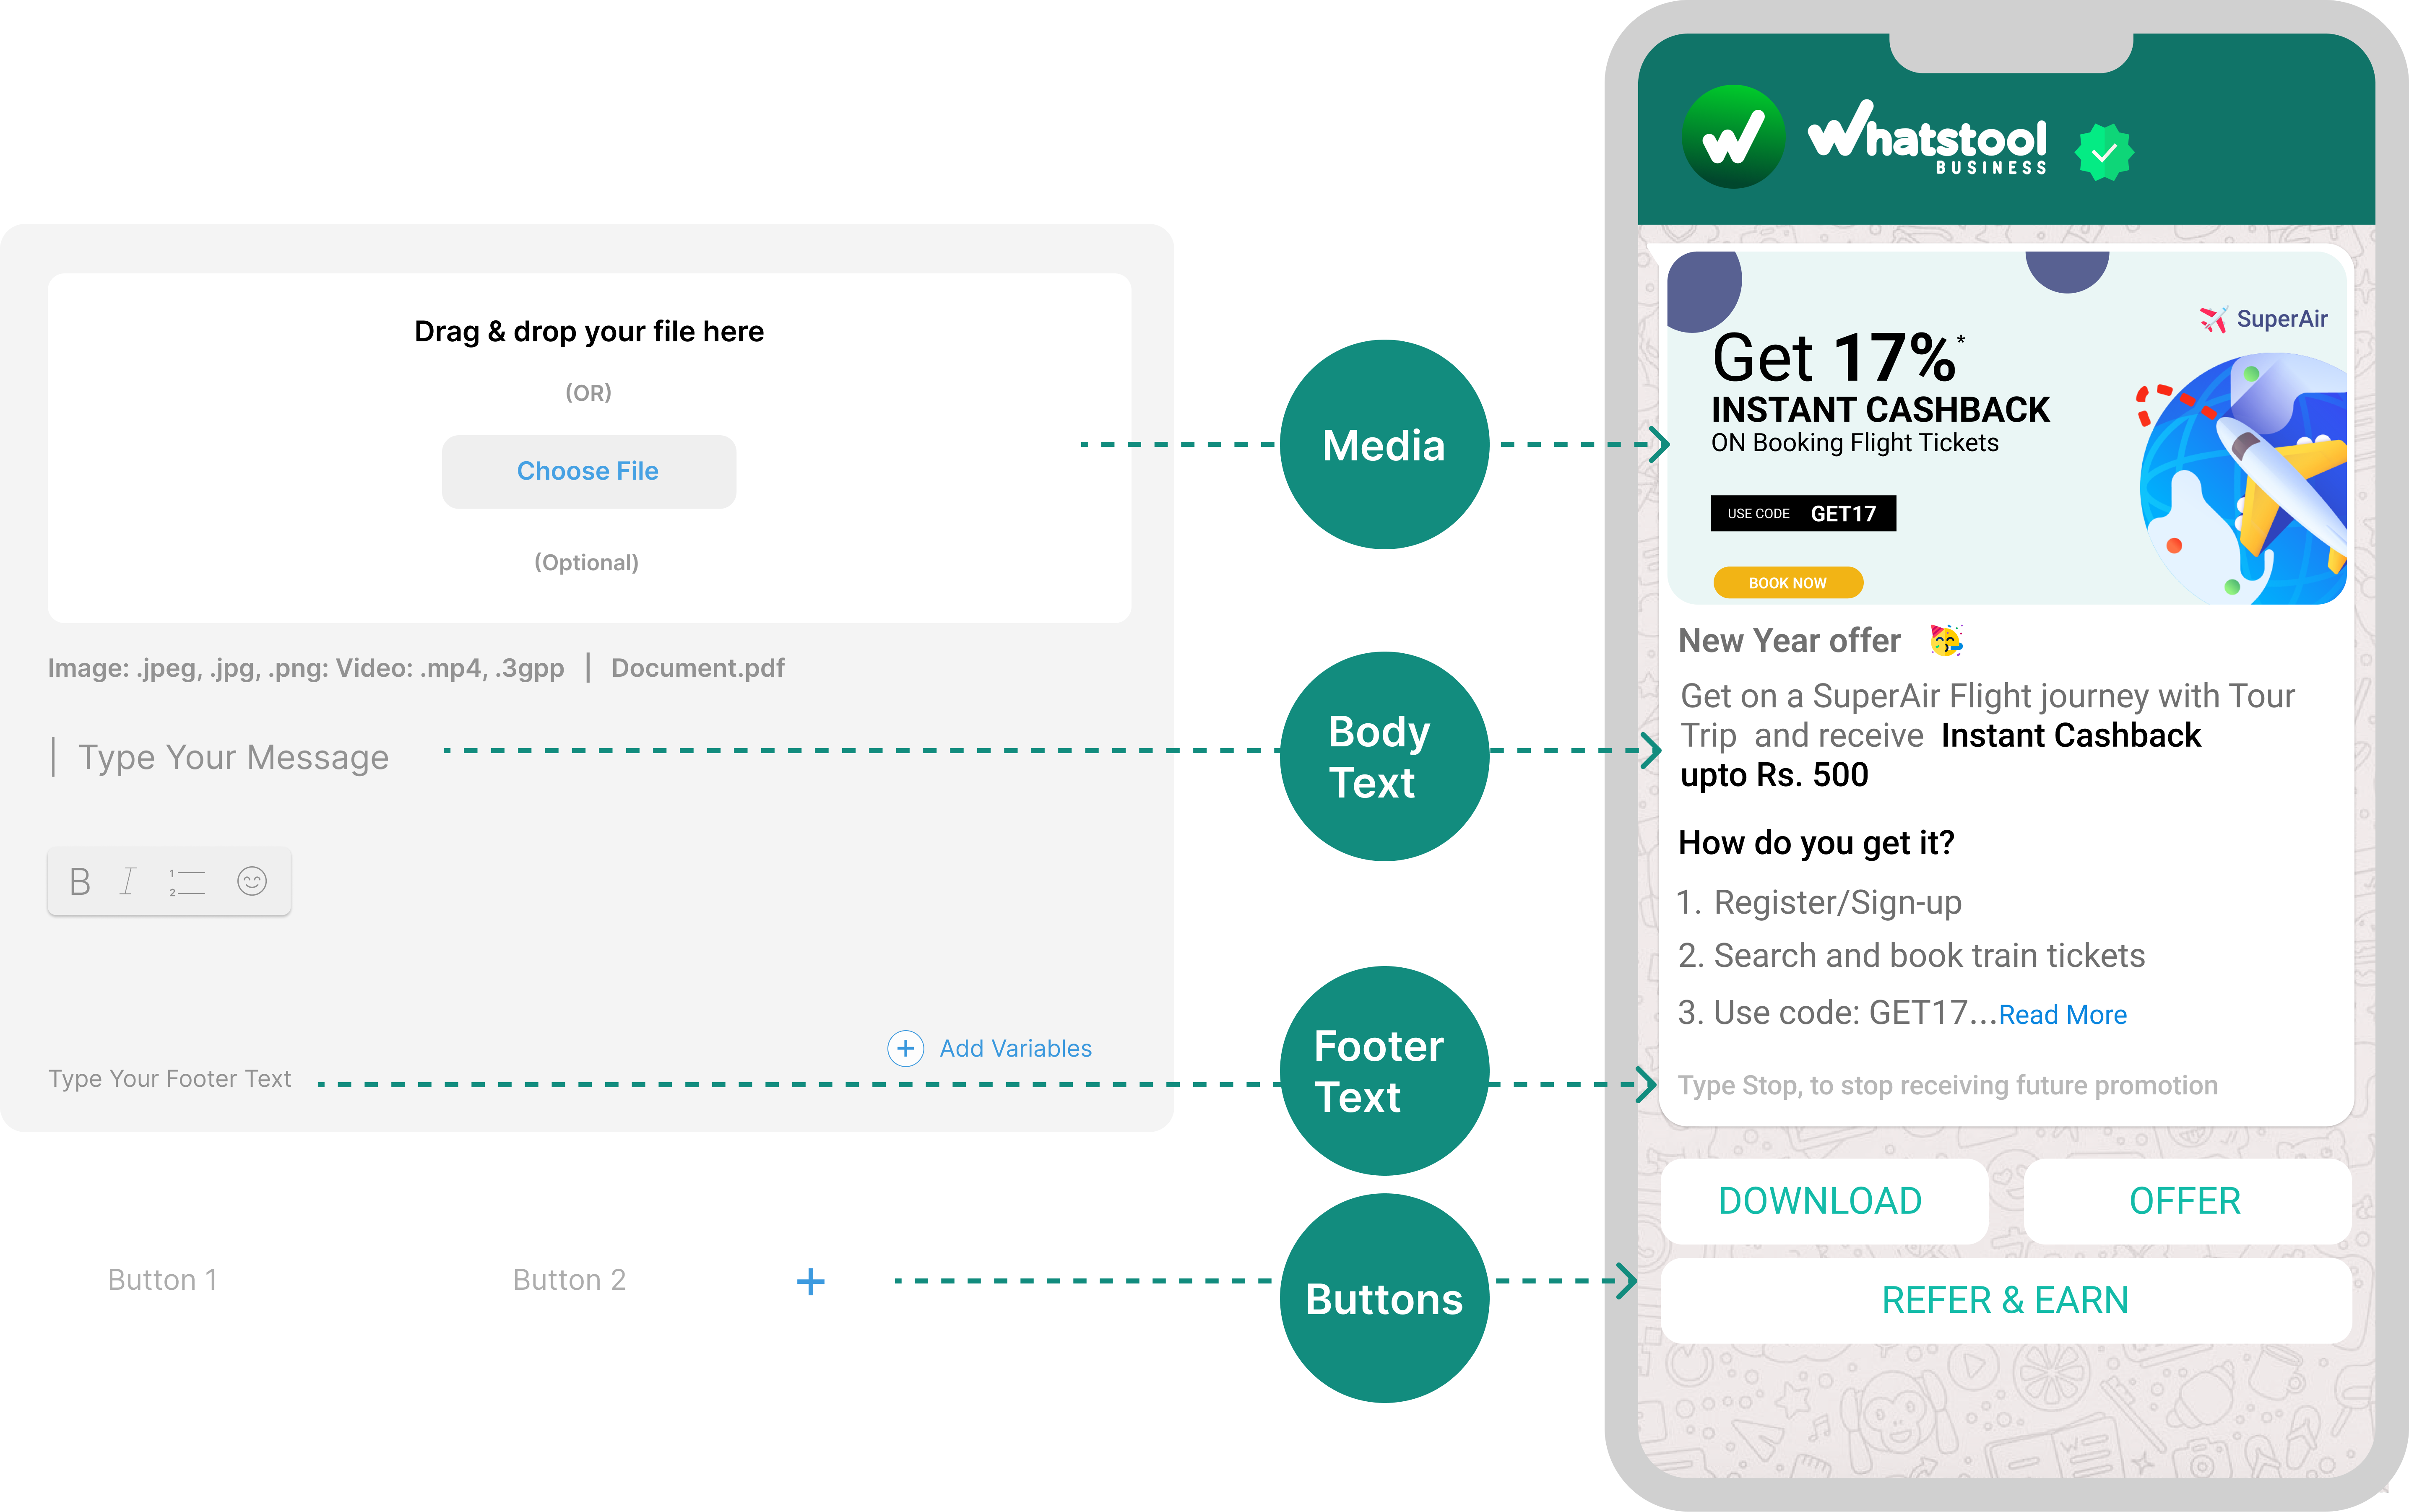 Drag & drop your file here
(OR)
Choose File
(Optional)
Image: .jpeg, .jpg, .png: Video: .mp4, .3gpp | Document.pdf
Type Your Message
B I 1 2
Add Variables
Type Your Footer Text
Button 1 Button 2 +
Media
Body
Text
Footer
Text
Buttons
Whatstool
BUSINESS
SuperAir
Get 17%*
INSTANT CASHBACK
ON Booking Flight Tickets
USE CODE GET17
BOOK NOW
New Year offer 🥳
Get on a SuperAir Flight journey with Tour
Trip and receive Instant Cashback
upto Rs. 500
How do you get it?
1. Register/Sign-up
2. Search and book train tickets
3. Use code: GET17...Read More
Type Stop, to stop receiving future promotion
DOWNLOAD OFFER
REFER & EARN